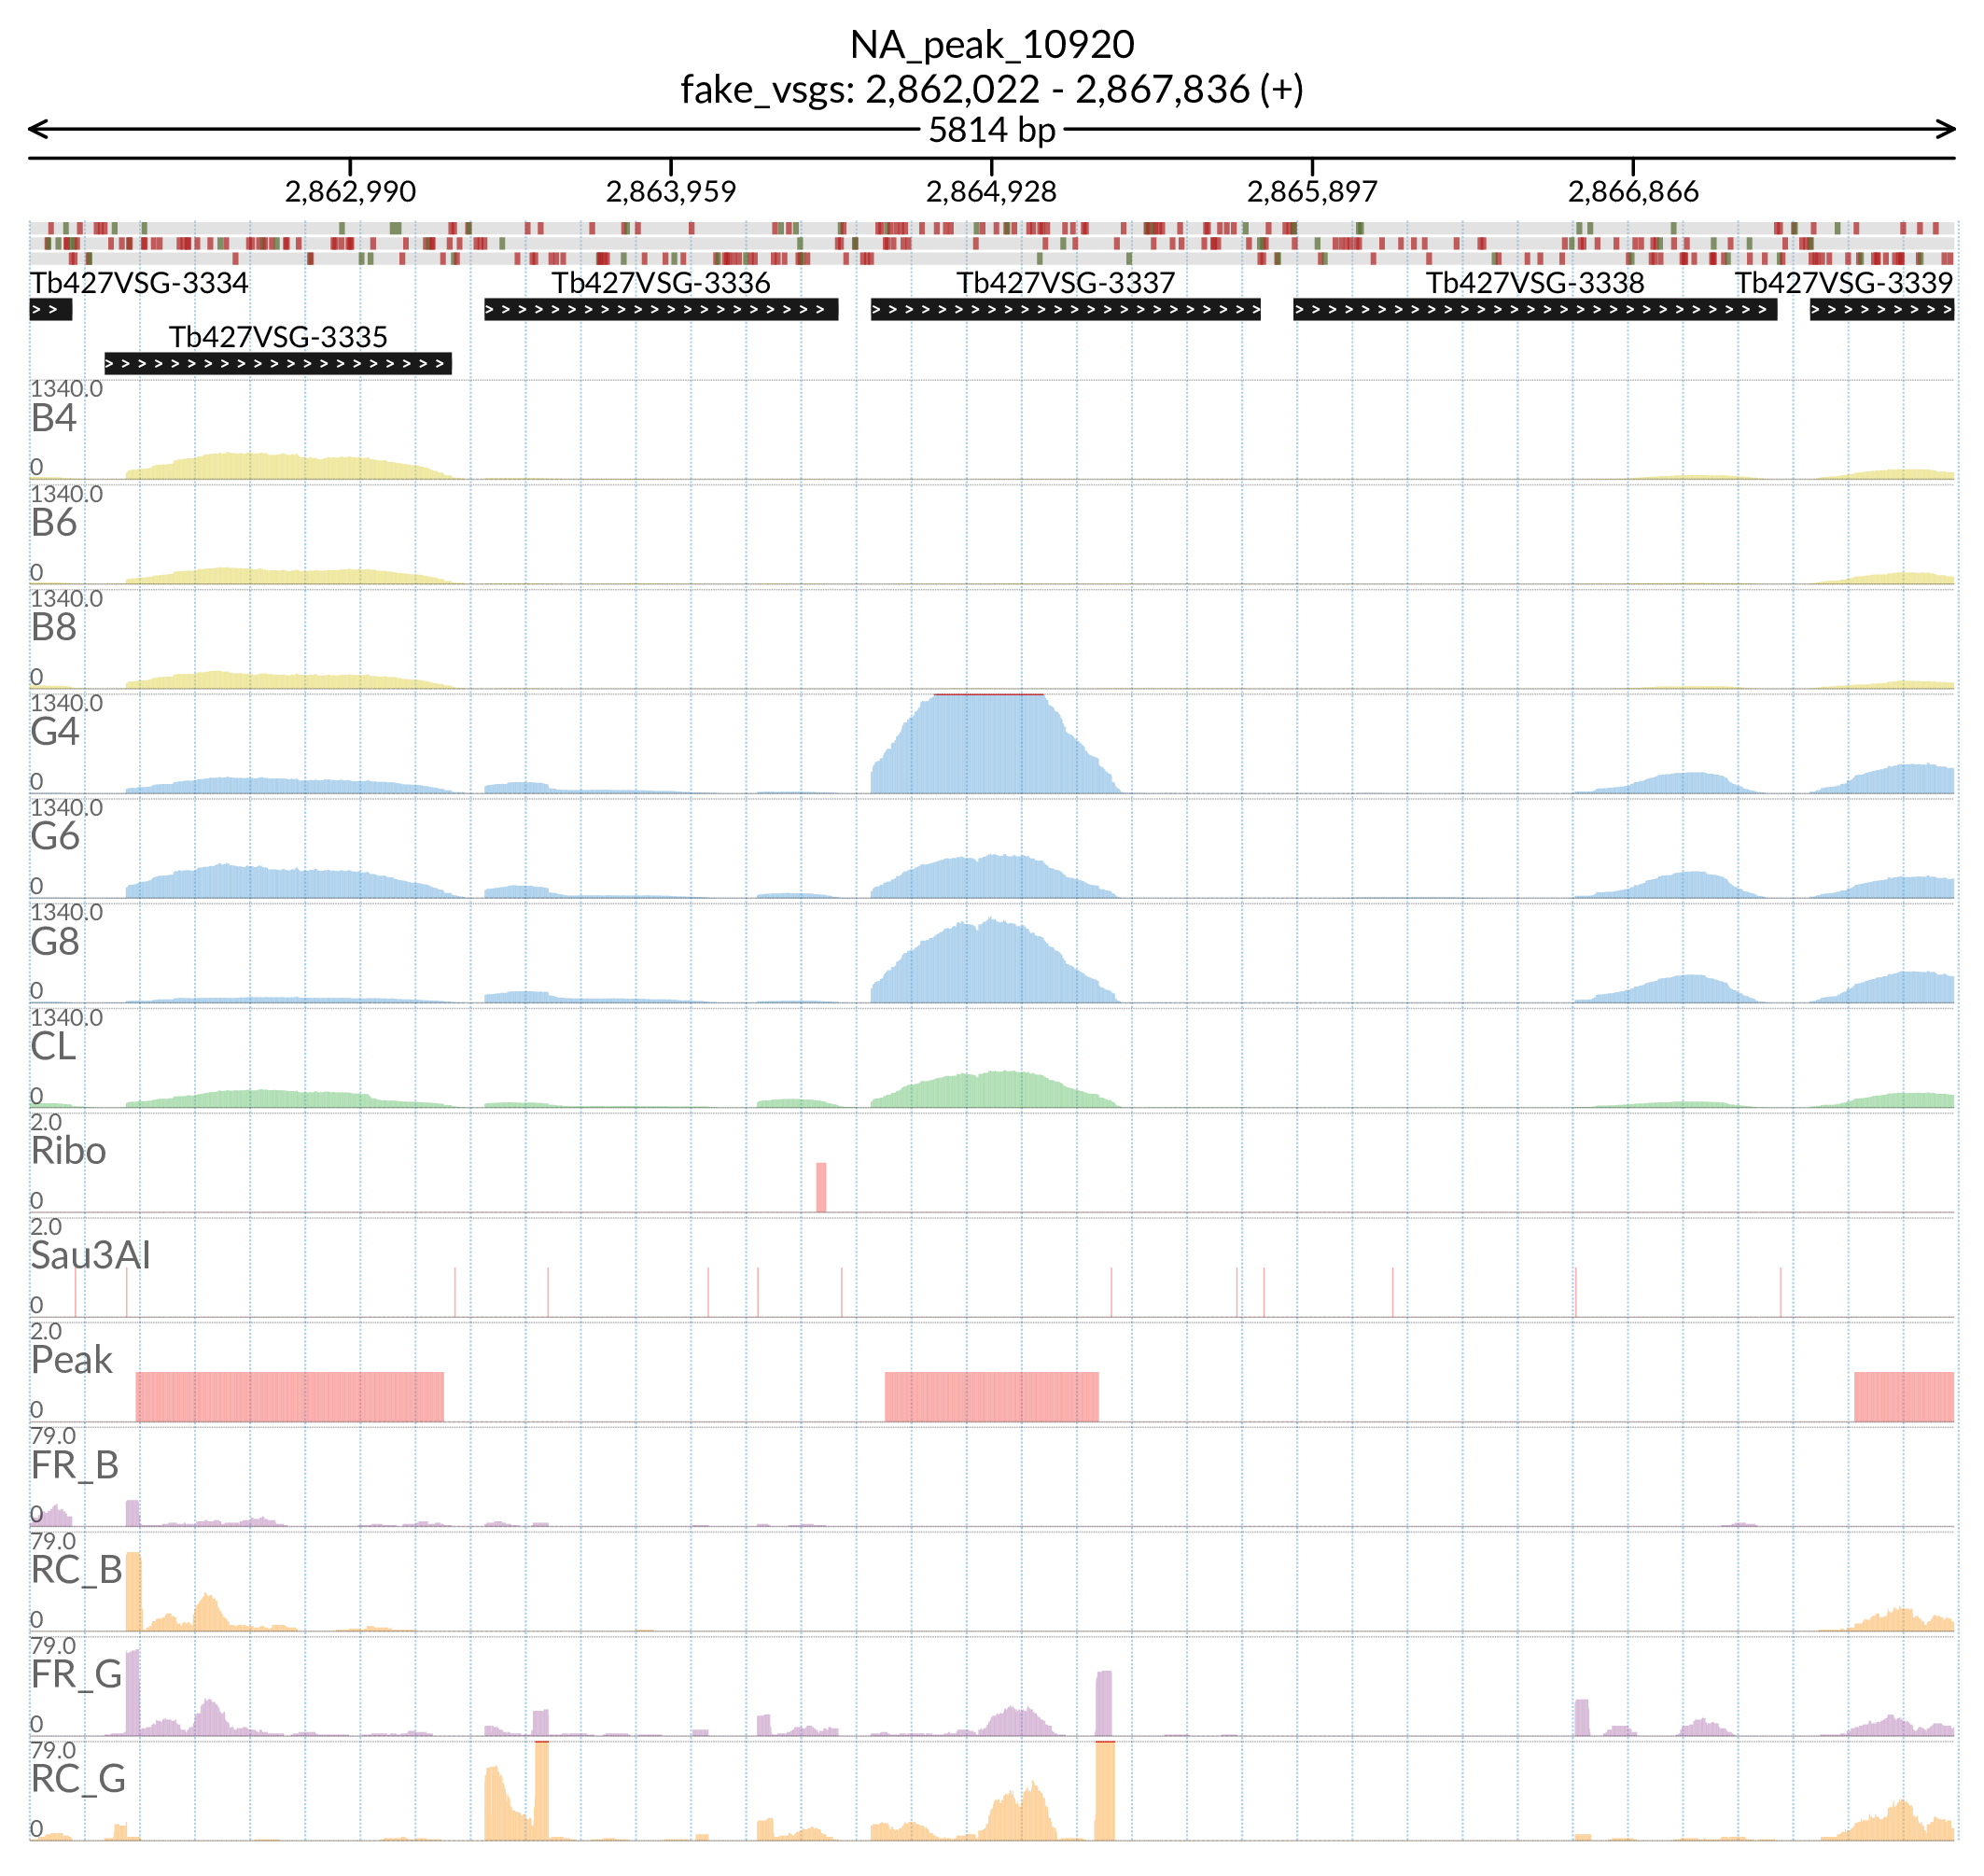 NA_peak_10920
fake_vsgs: 2,862,022 - 2,867,836 (+)
5814 bp
2,862,990 2,863,959 2,864,928 2,865,897 2,866,866
Tb427VSG-3334 Tb427VSG-3336 Tb427VSG-3337 Tb427VSG-3338 Tb427VSG-3339
Tb427VSG-3335
1340.0
B4
0
1340.0
B6
0
1340.0
B8
0
1340.0
G4
0
1340.0
G6
0
1340.0
G8
0
1340.0
CL
0
2.0
Ribo
0
2.0
Sau3AI
0
2.0
Peak
0
79.0
FR_B
0
79.0
RC_B
0
79.0
FR_G
0
79.0
RC_G
0